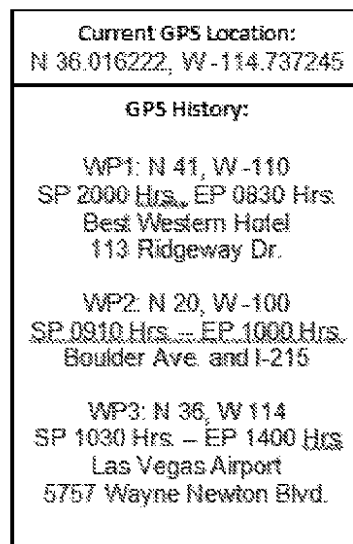 Current GPS Location:
N 36.016222, W -114.737245
GPS History:
WP1: N 41, W -110
SP 2000 Hrs., EP 0830 Hrs.
Best Western Hotel
113 Ridgeway Dr.
WP2: N 20, W -100
SP 0910 Hrs. – EP 1000 Hrs.
Boulder Ave. and I-215
WP3: N 36, W 114
SP 1030 Hrs. – EP 1400 Hrs
Las Vegas Airport
5757 Wayne Newton Blvd.